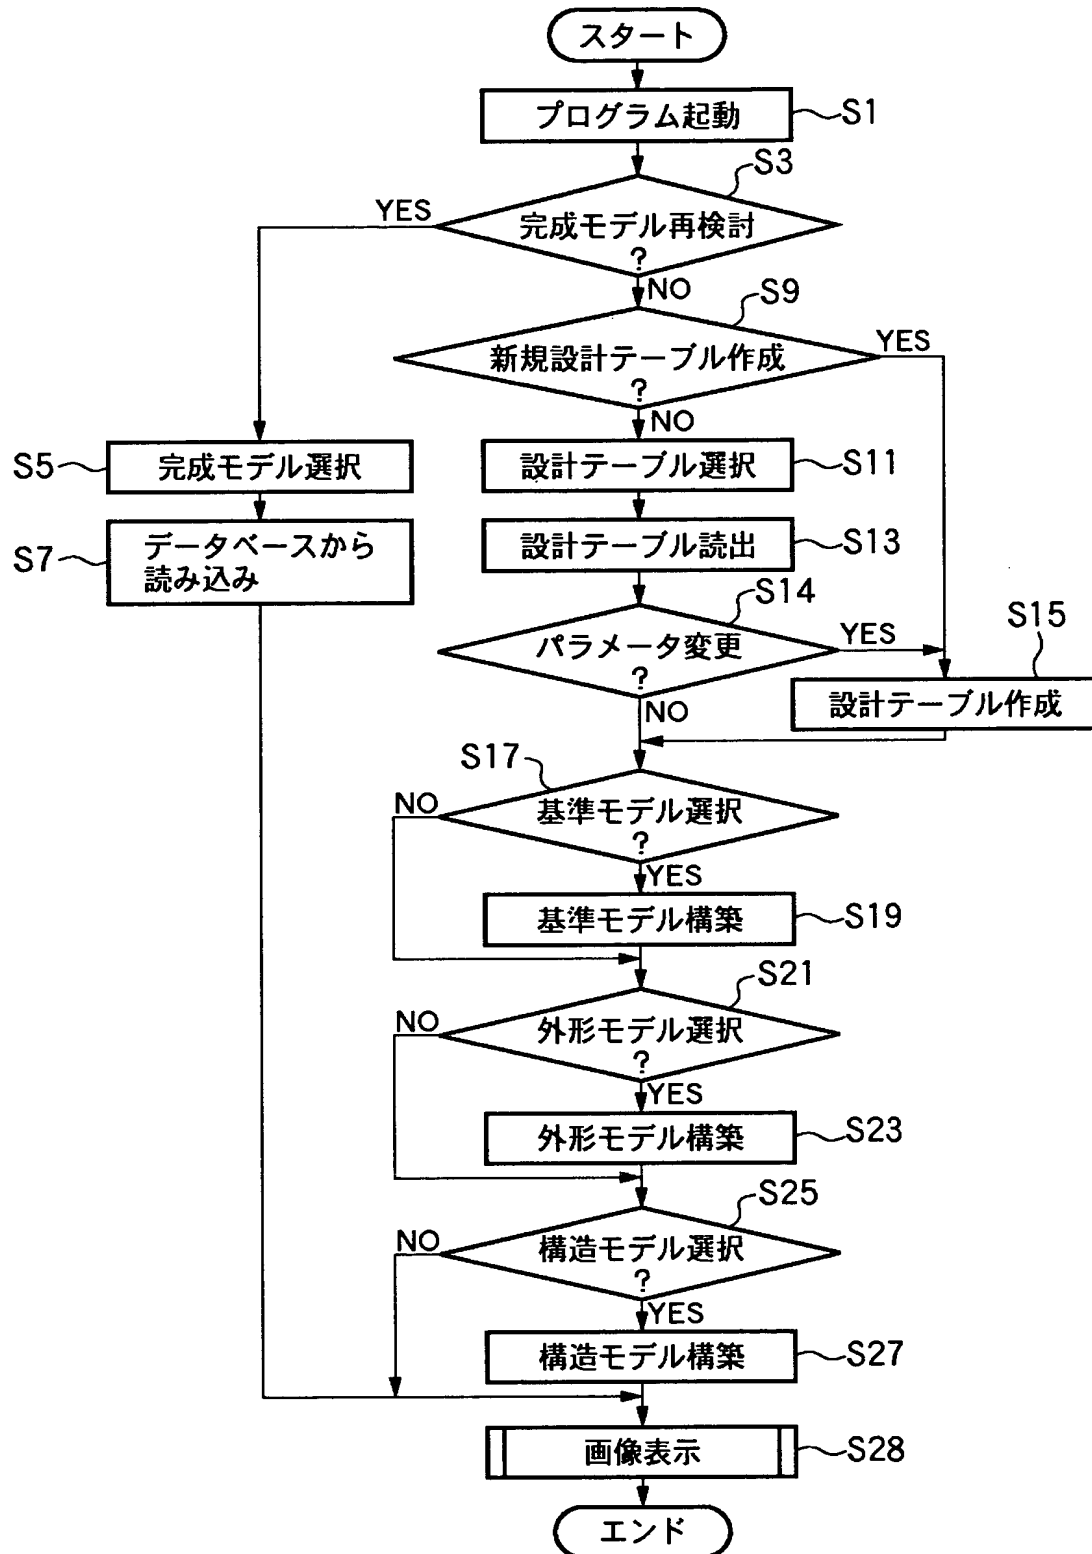 スタート
プログラム起動
S1
S3
完成モデル再検討
?
YES
NO
S9
新規設計テーブル作成
?
YES
NO
S5
完成モデル選択
設計テーブル選択
S11
S7
データベースから
読み込み
設計テーブル読出
S13
S14
パラメータ変更
?
YES
NO
S15
設計テーブル作成
S17
基準モデル選択
?
NO
YES
基準モデル構築
S19
S21
外形モデル選択
?
NO
YES
外形モデル構築
S23
S25
構造モデル選択
?
NO
YES
構造モデル構築
S27
画像表示
S28
エンド